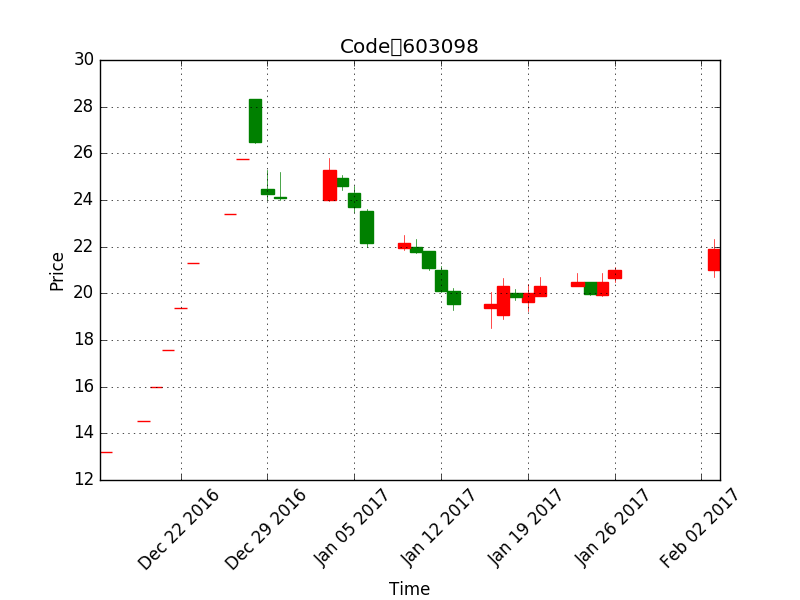 Code▯603098
30
28
26
24
22
20
18
16
14
12
Price
Dec 22 2016
Dec 29 2016
Jan 05 2017
Jan 12 2017
Jan 19 2017
Jan 26 2017
Feb 02 2017
Time